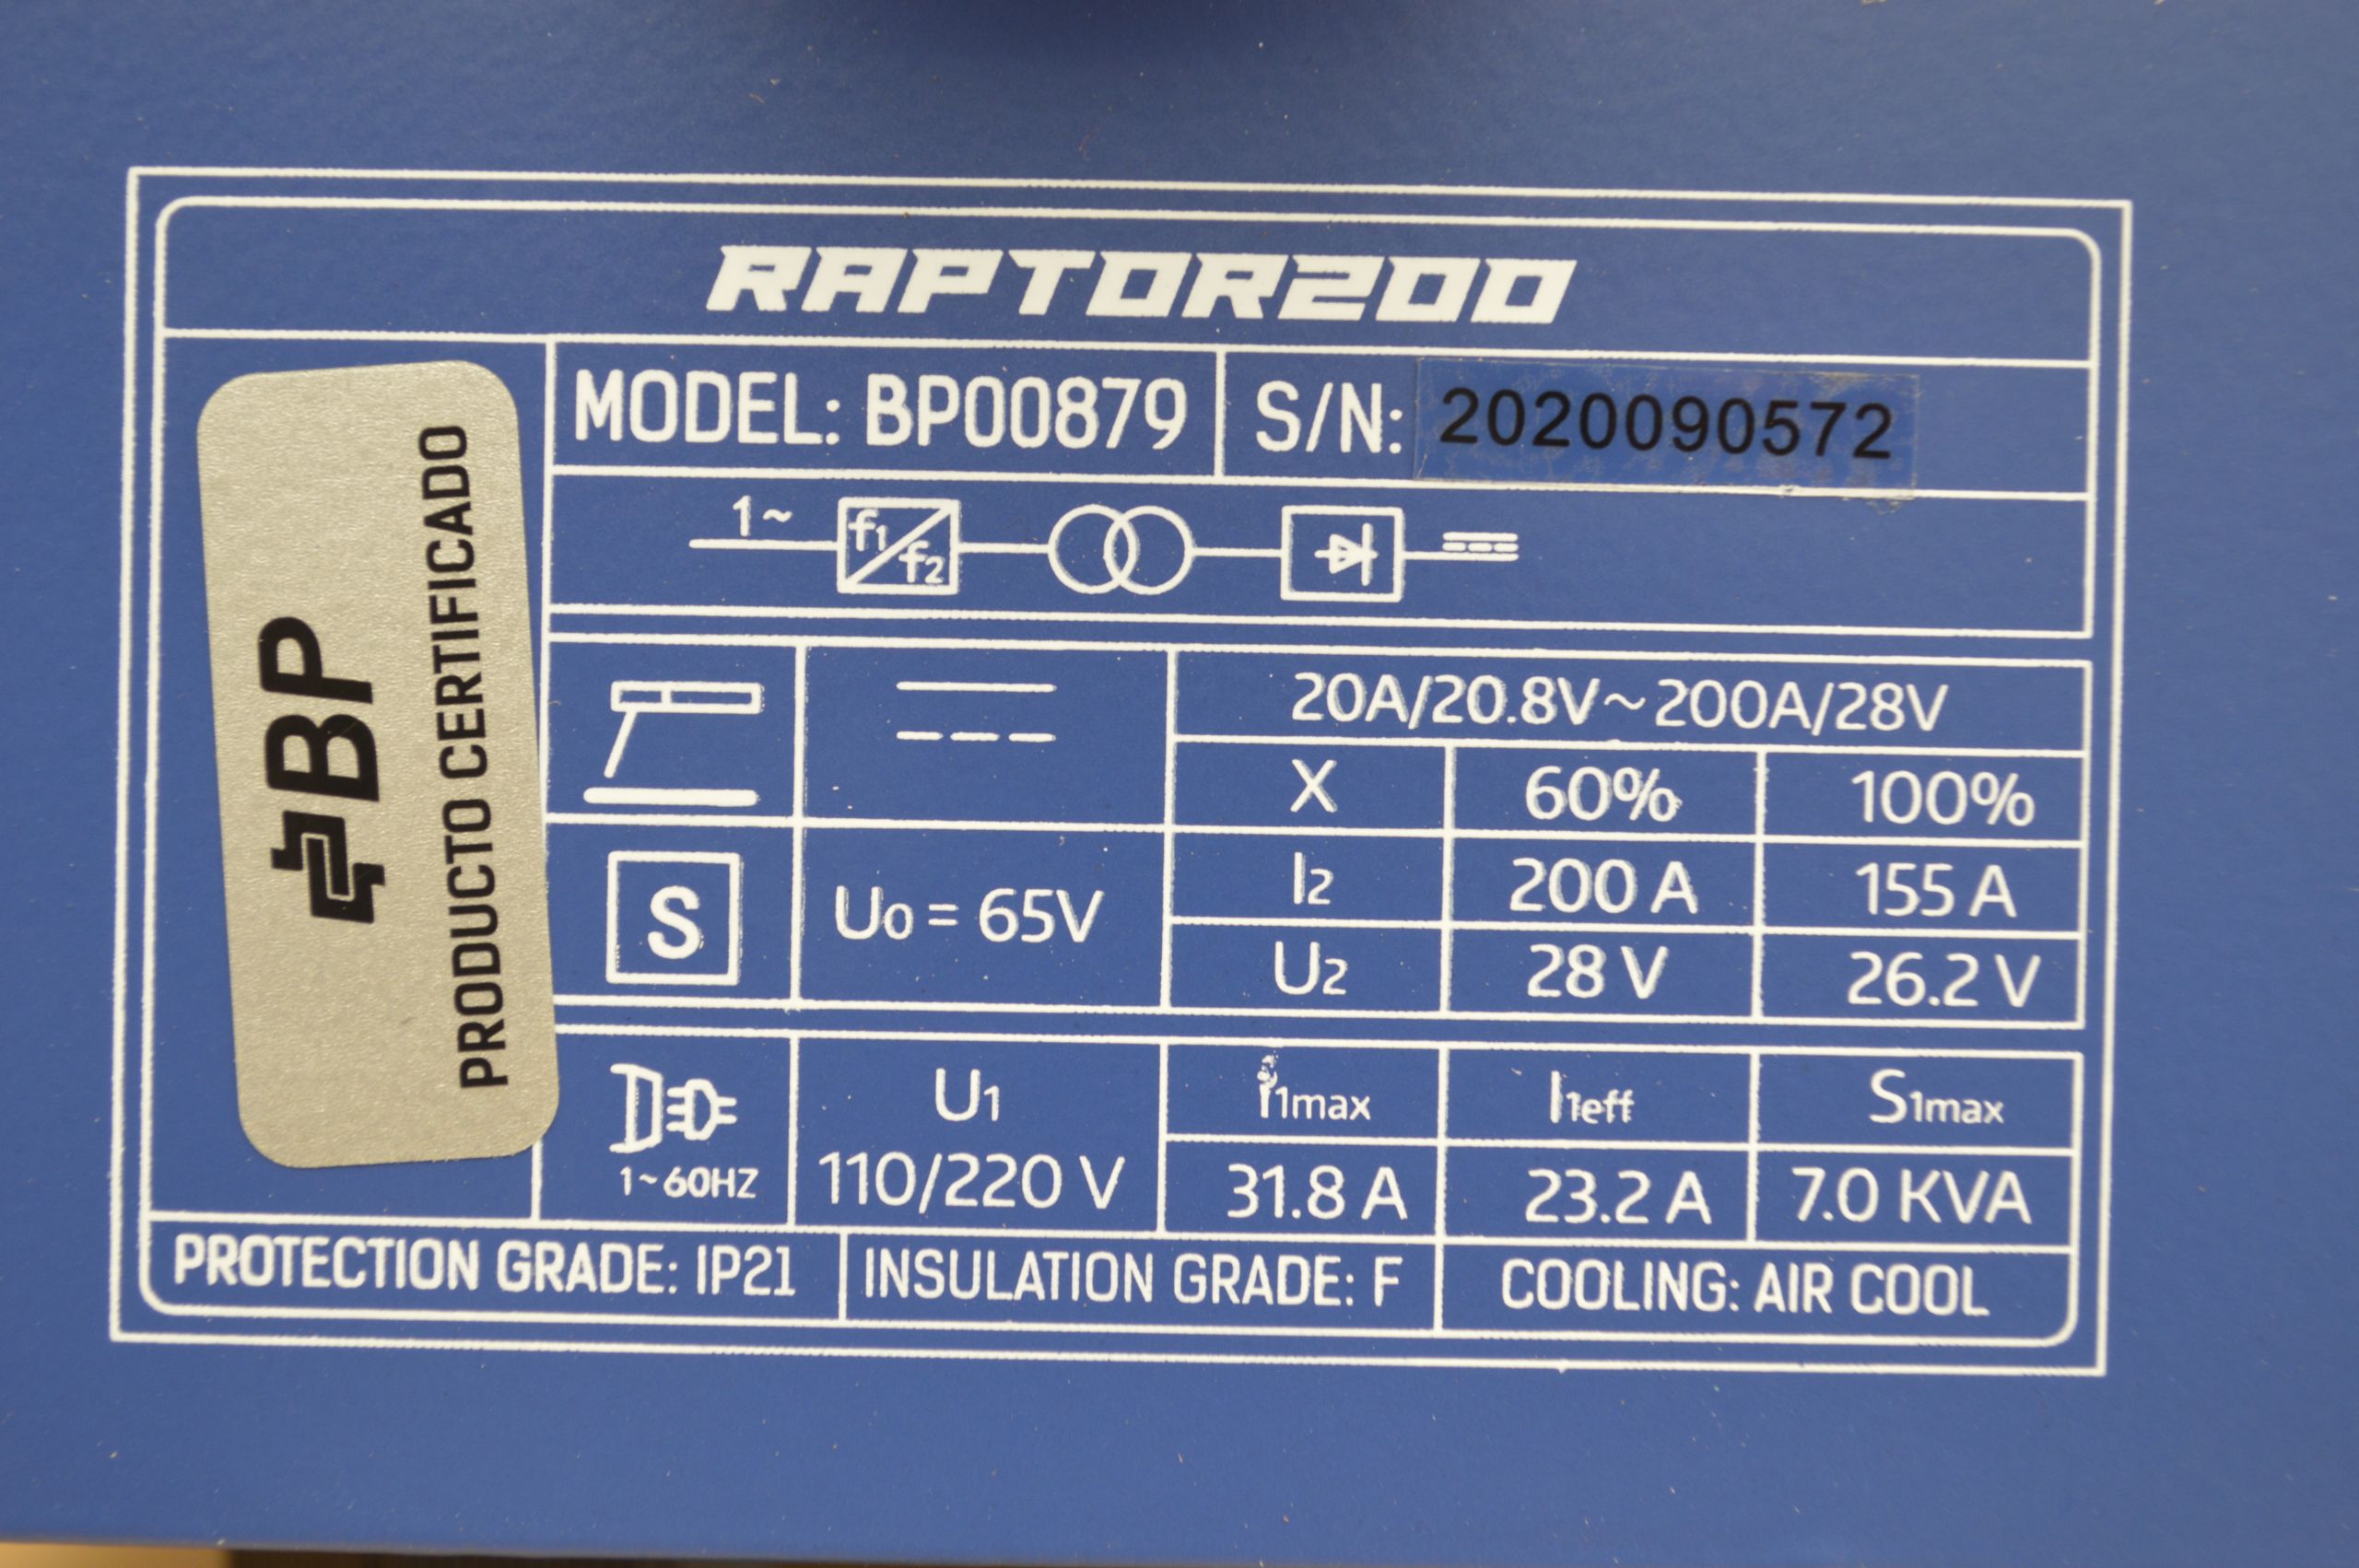 RAPTOR200
MODEL: BP00879
S/N: 2020090572
BP
PRODUCTO CERTIFICADO
1~
f1
f2
20A/20.8V~200A/28V
X 60% 100%
S
U0 = 65V
I2 200 A 155 A
U2 28 V 26.2 V
1~60HZ
U1
110/220 V
I1max I1eff S1max
31.8 A 23.2 A 7.0 KVA
PROTECTION GRADE: IP21
INSULATION GRADE: F
COOLING: AIR COOL